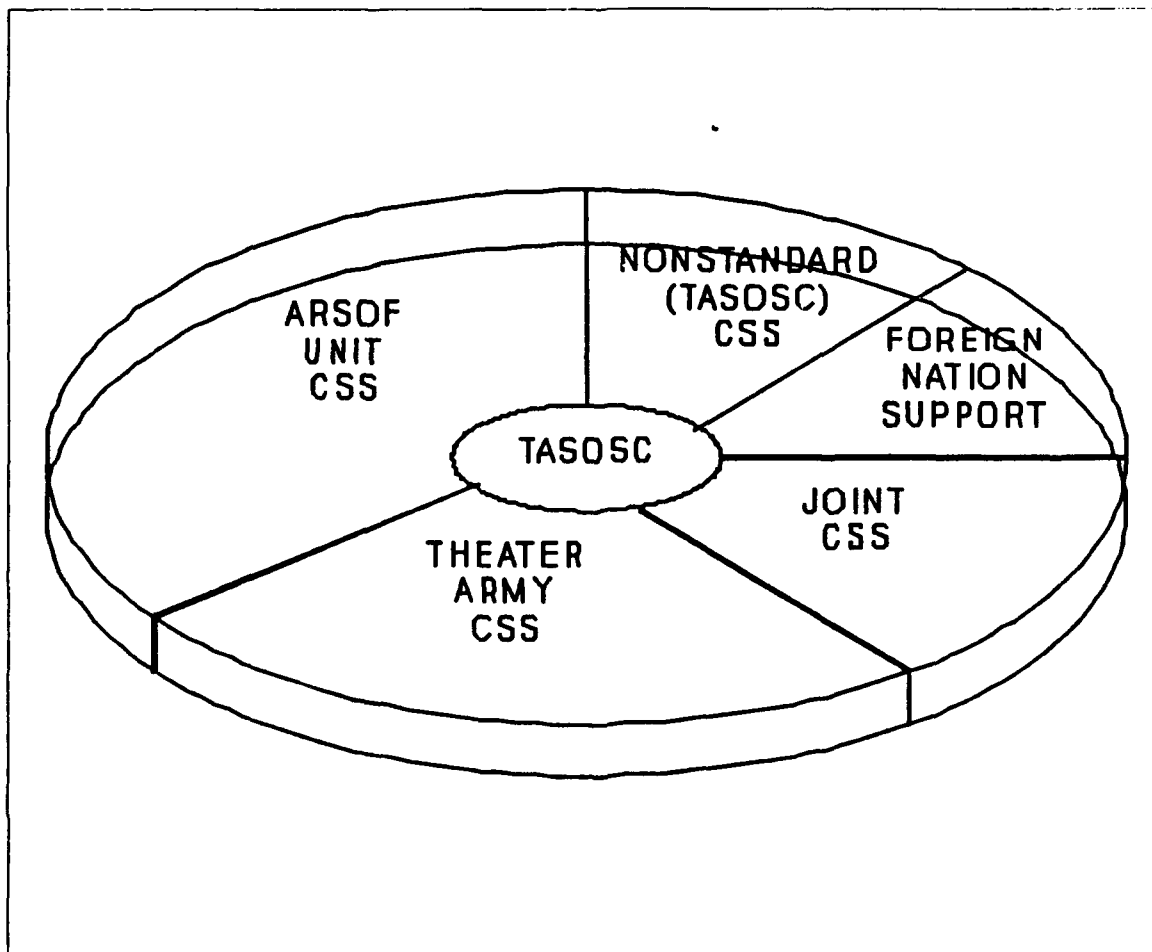 ARSOF
UNIT
CSS
NONSTANDARD
(TASOSC)
CSS
FOREIGN
NATION
SUPPORT
TASOSC
JOINT
CSS
THEATER
ARMY
CSS